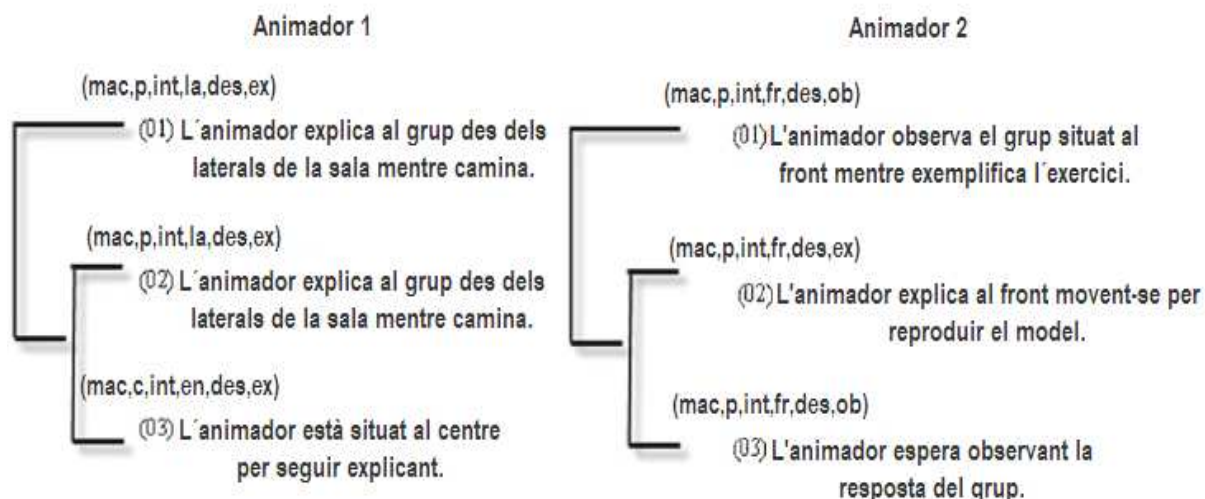 Animador 1
(mac,p,int,la,des,ex)
(01) L´animador explica al grup des dels
laterals de la sala mentre camina.
(mac,p,int,la,des,ex)
(02) L´animador explica al grup des dels
laterals de la sala mentre camina.
(mac,c,int,en,des,ex)
(03) L´animador està situat al centre
per seguir explicant.
Animador 2
(mac,p,int,fr,des,ob)
(01) L'animador observa el grup situat al
front mentre exemplifica l´exercici.
(mac,p,int,fr,des,ex)
(02) L'animador explica al front movent-se per
reproduir el model.
(mac,p,int,fr,des,ob)
(03) L'animador espera observant la
resposta del grup.